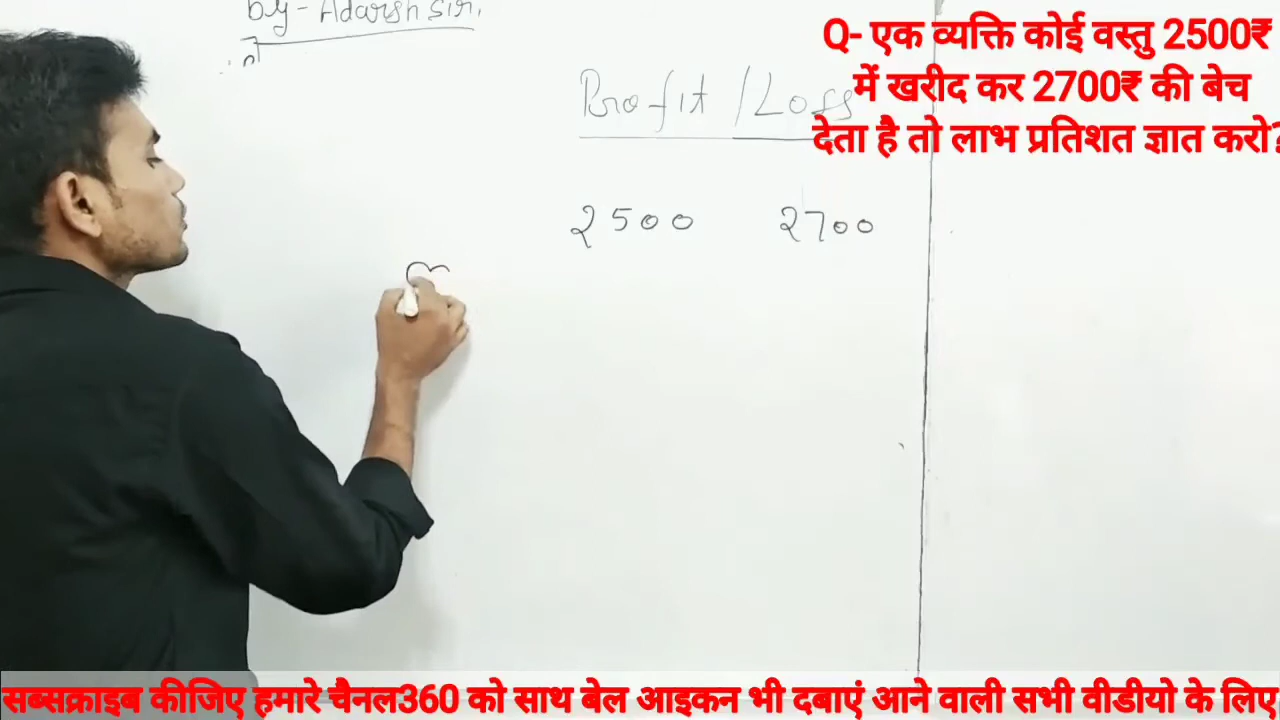 by- Adarsh Sir.
Q- एक व्यक्ति कोई वस्तु 2500₹
में खरीद कर 2700₹ की बेच
देता है तो लाभ प्रतिशत ज्ञात करो?
Profit / Loss
2500 2700
सब्सक्राइब कीजिए हमारे चैनल360 को साथ बेल आइकन भी दबाएं आने वाली सभी वीडीयो के लिए